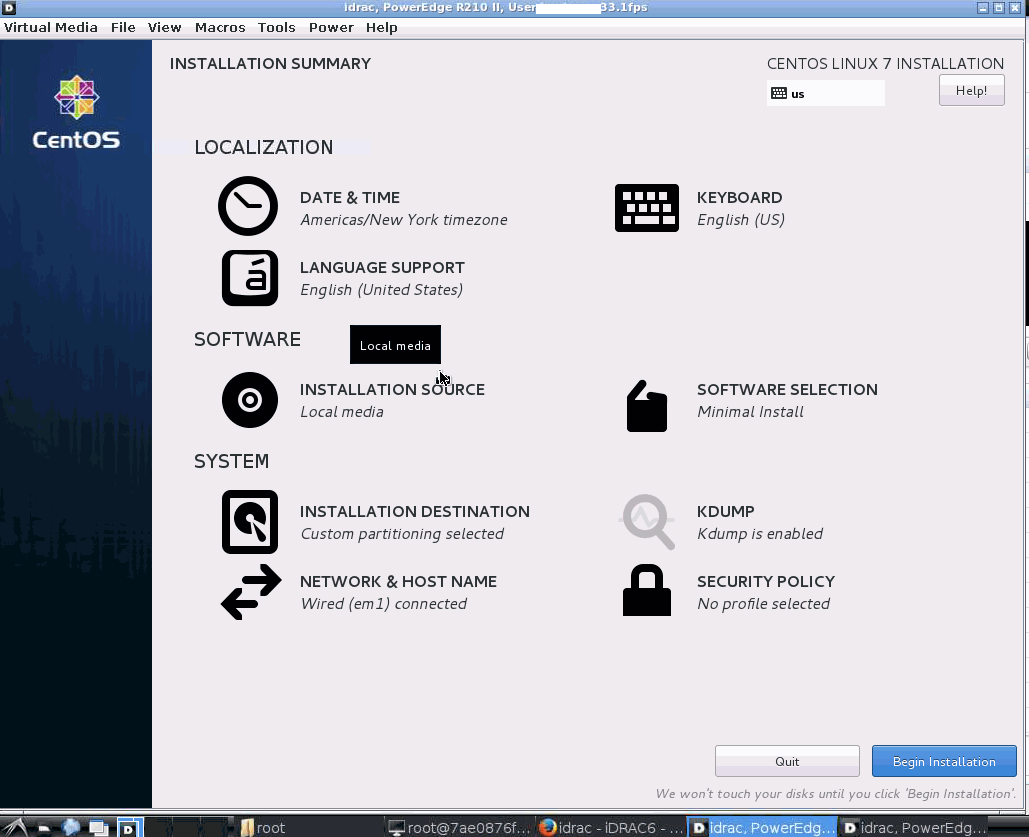 idrac, PowerEdge R210 II, User 33.1fps
Virtual Media File View Macros Tools Power Help
INSTALLATION SUMMARY
CENTOS LINUX 7 INSTALLATION
us
Help!
CentOS
LOCALIZATION
DATE & TIME
Americas/New York timezone
KEYBOARD
English (US)
LANGUAGE SUPPORT
English (United States)
SOFTWARE
Local media
INSTALLATION SOURCE
Local media
SOFTWARE SELECTION
Minimal Install
SYSTEM
INSTALLATION DESTINATION
Custom partitioning selected
KDUMP
Kdump is enabled
NETWORK & HOST NAME
Wired (em1) connected
SECURITY POLICY
No profile selected
Quit
Begin Installation
We won't touch your disks until you click 'Begin Installation'.
root
root@7ae0876f...
idrac - iDRAC6 - ...
idrac, PowerEdg...
idrac, PowerEdg...